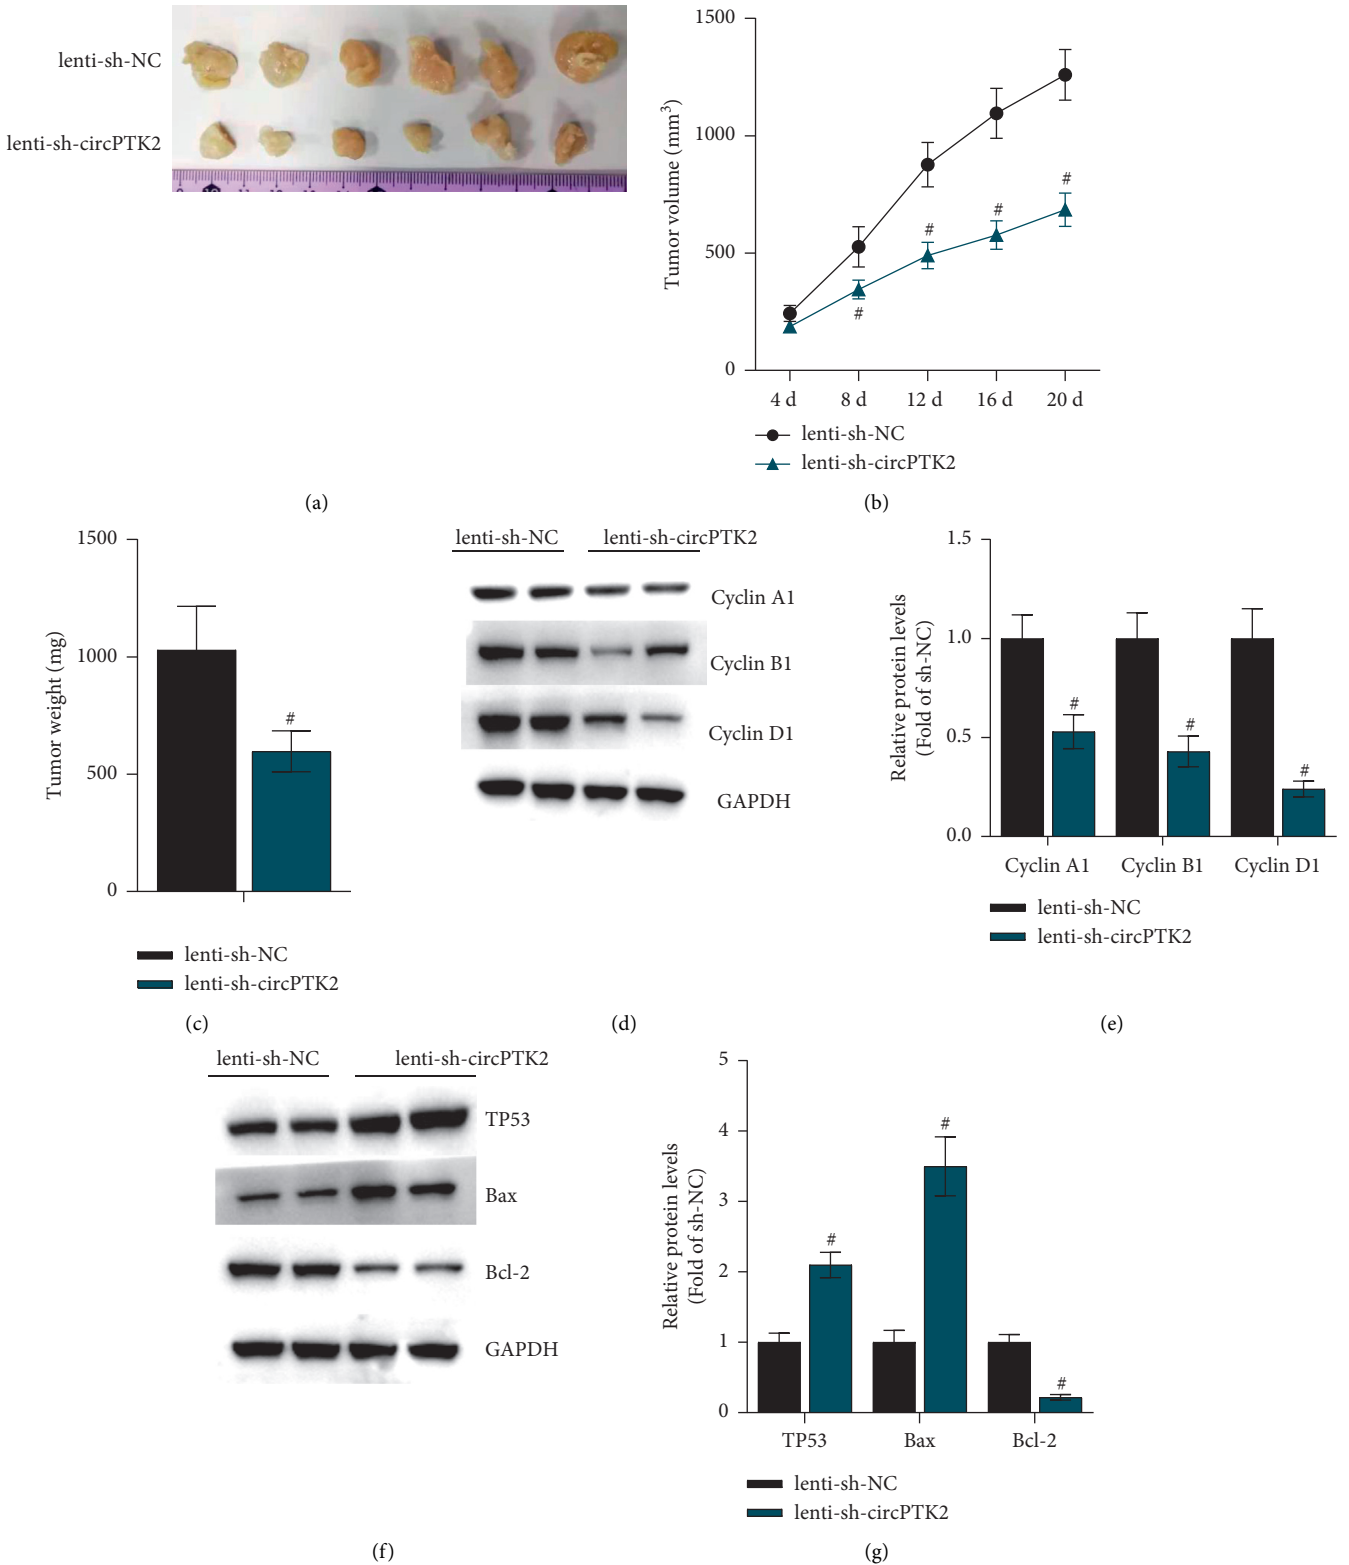 lenti-sh-NC
lenti-sh-circPTK2
(a)
1500
1000
500
0
Tumor volume (mm³)
#
#
#
#
4 d 8 d 12 d 16 d 20 d
lenti-sh-NC
lenti-sh-circPTK2
(b)
1500
1000
500
0
Tumor weight (mg)
#
lenti-sh-NC
lenti-sh-circPTK2
(c)
lenti-sh-NC lenti-sh-circPTK2
Cyclin A1
Cyclin B1
Cyclin D1
GAPDH
(d)
1.5
1.0
0.5
0.0
Relative protein levels
(Fold of sh-NC)
#
#
#
Cyclin A1 Cyclin B1 Cyclin D1
lenti-sh-NC
lenti-sh-circPTK2
(e)
lenti-sh-NC lenti-sh-circPTK2
TP53
Bax
Bcl-2
GAPDH
(f)
5
4
3
2
1
0
Relative protein levels
(Fold of sh-NC)
#
#
#
TP53 Bax Bcl-2
lenti-sh-NC
lenti-sh-circPTK2
(g)